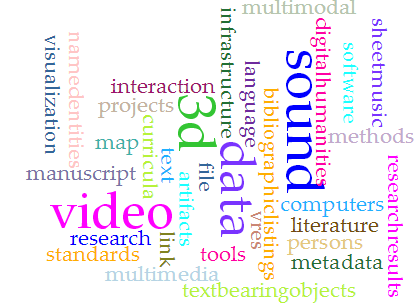 multimodal
infrastructure
digitalhumanities
sheetmusic
visualization
namedentities
software
sound
language
interaction
projects
3d
bibliographiclistings
curricula
methods
map
data
text
file
manuscript
researchresults
artifacts
video
computers
vres
literature
research
link
persons
standards
tools
metadata
multimedia
textbearingobjects